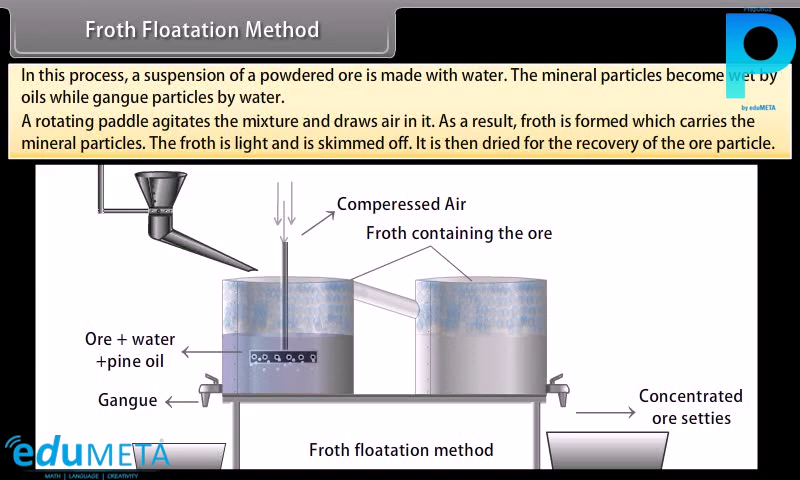 Froth Floatation Method
In this process, a suspension of a powdered ore is made with water. The mineral particles become wet by
oils while gangue particles by water.
A rotating paddle agitates the mixture and draws air in it. As a result, froth is formed which carries the
mineral particles. The froth is light and is skimmed off. It is then dried for the recovery of the ore particle.
Prepzonos
P
by eduMETA
Comperessed Air
Froth containing the ore
Ore + water
+pine oil
Gangue
Concentrated
ore setties
Froth floatation method
eduMETA
MATH | LANGUAGE | CREATIVITY